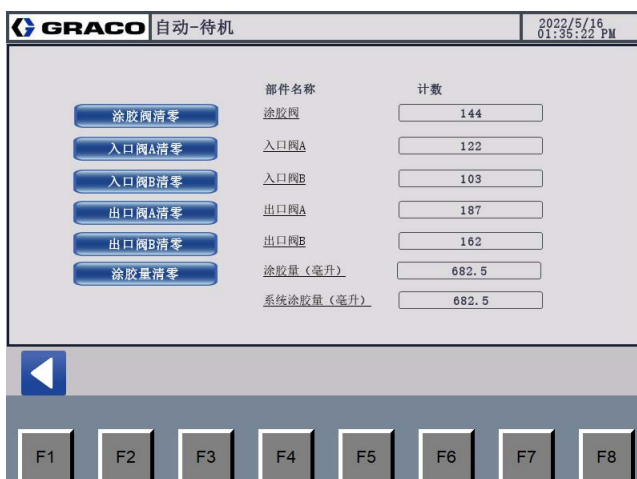 GRACO 自动-待机 2022/5/16
01:35:22 PM
部件名称 计数
涂胶阀清零 涂胶阀 144
入口阀A清零 入口阀A 122
入口阀B清零 入口阀B 103
出口阀A清零 出口阀A 187
出口阀B清零 出口阀B 162
涂胶量清零 涂胶量（毫升） 682.5
系统涂胶量（毫升） 682.5
F1 F2 F3 F4 F5 F6 F7 F8